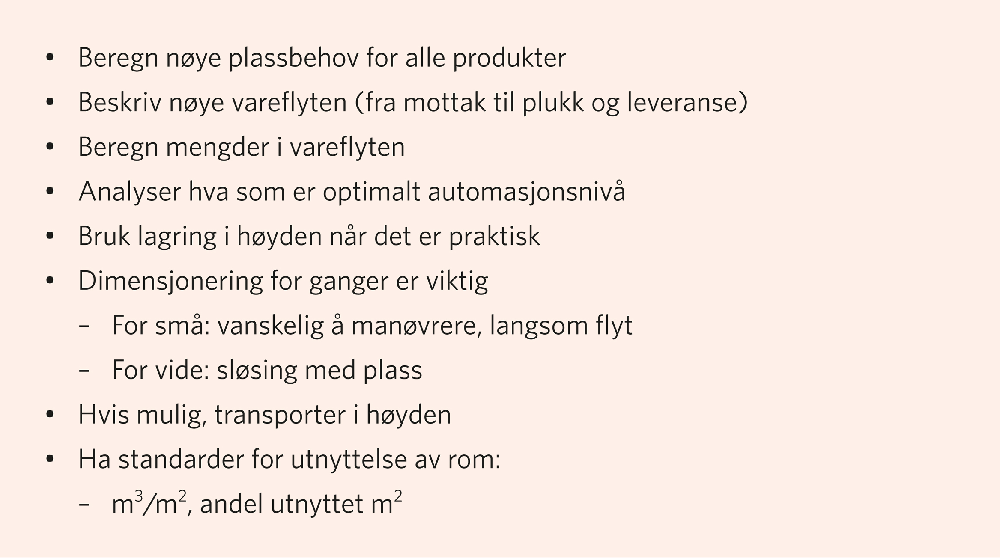 ▪ Beregn nøye plassbehov for alle produkter
▪ Beskriv nøye vareflyten (fra mottak til plukk og leveranse)
▪ Beregn mengder i vareflyten
▪ Analyser hva som er optimalt automasjonsnivå
▪ Bruk lagring i høyden når det er praktisk
▪ Dimensjonering for ganger er viktig
– For små: vanskelig å manøvrere, langsom flyt
– For vide: sløsing med plass
▪ Hvis mulig, transporter i høyden
▪ Ha standarder for utnyttelse av rom:
– m³/m², andel utnyttet m²